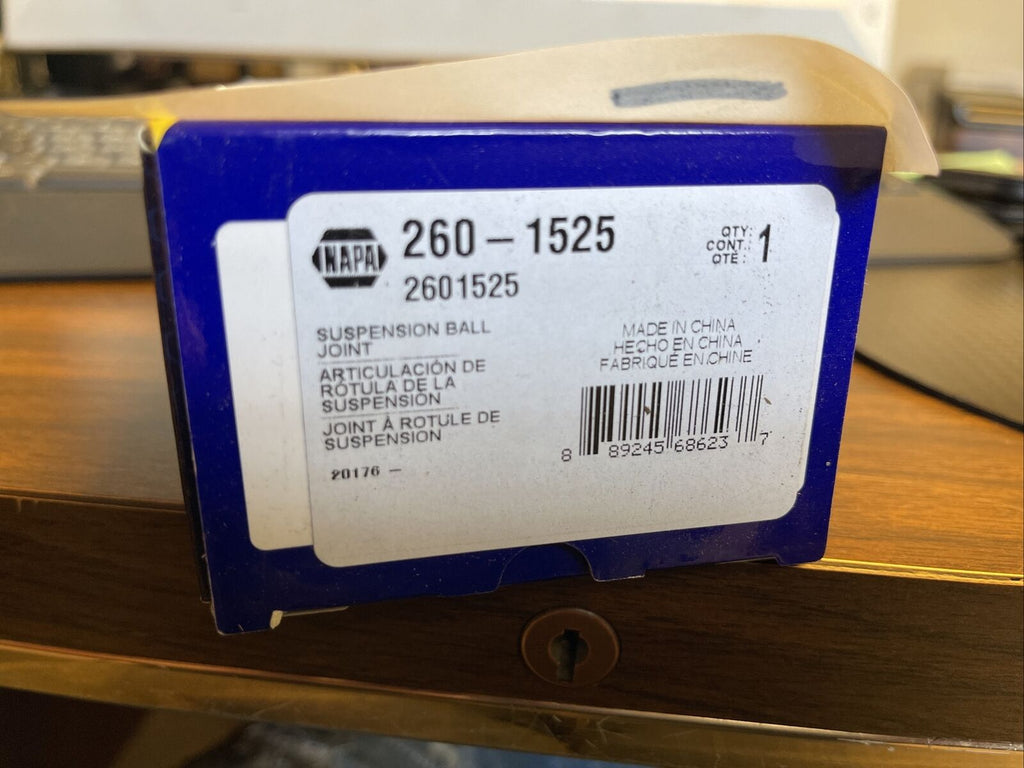 NAPA
260 – 1525
2601525
QTY:
CONT.:
QTÉ:
1
SUSPENSION BALL
JOINT
ARTICULACIÓN DE
RÓTULA DE LA
SUSPENSIÓN
JOINT À ROTULE DE
SUSPENSION
20176 –
MADE IN CHINA
HECHO EN CHINA
FABRIQUÉ EN CHINE
8 89245 68623 7